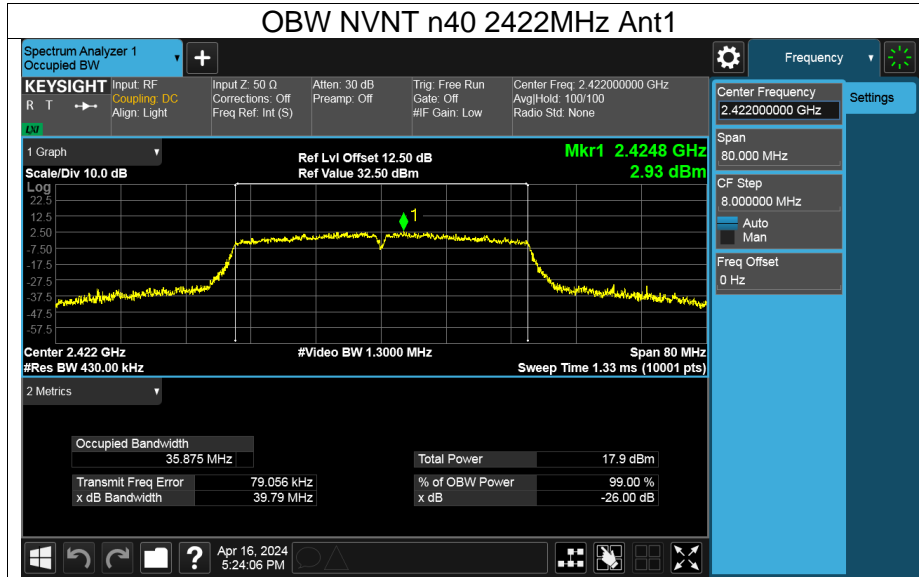 OBW NVNT n40 2422MHz Ant1
Spectrum Analyzer 1
Occupied BW
+
Frequency
KEYSIGHT
R T
LXI
Input: RF
Coupling: DC
Align: Light
Input Z: 50 Ω
Corrections: Off
Freq Ref: Int (S)
Atten: 30 dB
Preamp: Off
Trig: Free Run
Gate: Off
#IF Gain: Low
Center Freq: 2.422000000 GHz
Avg|Hold: 100/100
Radio Std: None
Center Frequency
2.422000000 GHz
Settings
Span
80.000 MHz
CF Step
8.000000 MHz
Auto
Man
Freq Offset
0 Hz
1 Graph
Scale/Div 10.0 dB
Ref Lvl Offset 12.50 dB
Ref Value 32.50 dBm
Mkr1 2.4248 GHz
2.93 dBm
Log
22.5
12.5
2.50
-7.50
-17.5
-27.5
-37.5
-47.5
-57.5
1
Center 2.422 GHz
#Res BW 430.00 kHz
#Video BW 1.3000 MHz
Span 80 MHz
Sweep Time 1.33 ms (10001 pts)
2 Metrics
Occupied Bandwidth
35.875 MHz
Transmit Freq Error 79.056 kHz
x dB Bandwidth 39.79 MHz
Total Power 17.9 dBm
% of OBW Power 99.00 %
x dB -26.00 dB
?
Apr 16, 2024
5:24:06 PM